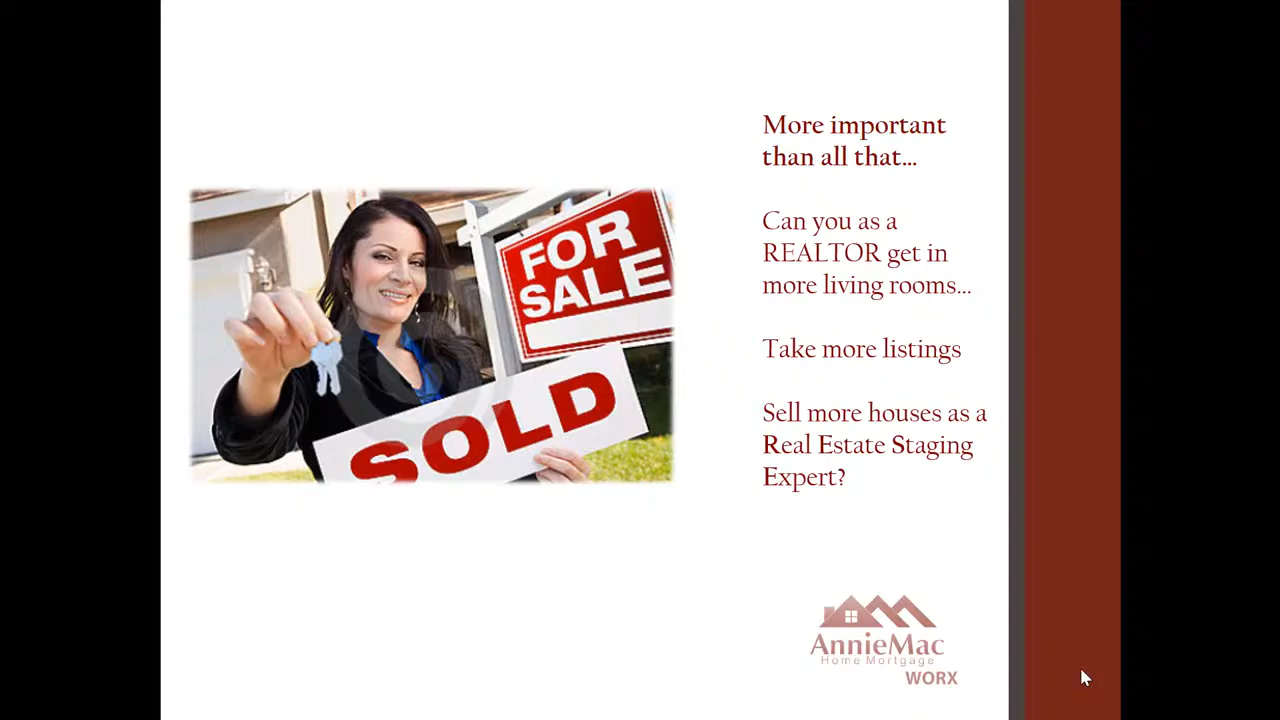 More important
than all that...
Can you as a
REALTOR get in
more living rooms...
Take more listings
Sell more houses as a
Real Estate Staging
Expert?
FOR
SALE
SOLD
AnnieMac
Home Mortgage
WORX